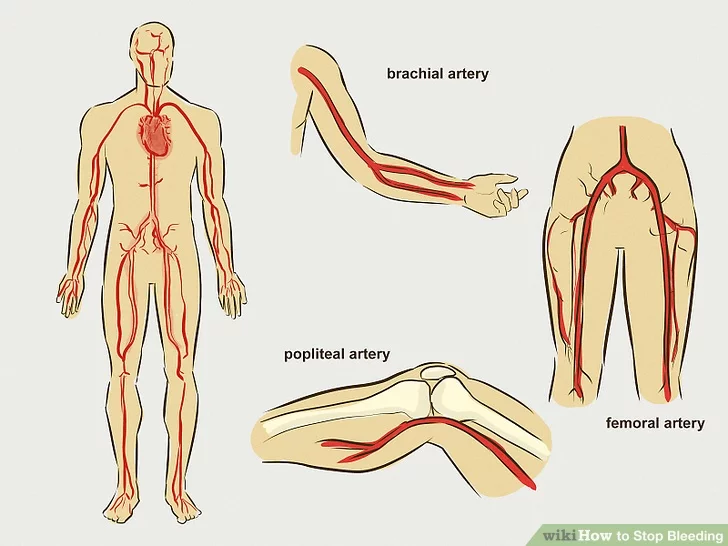 brachial artery
popliteal artery
femoral artery
wikiHow to Stop Bleeding